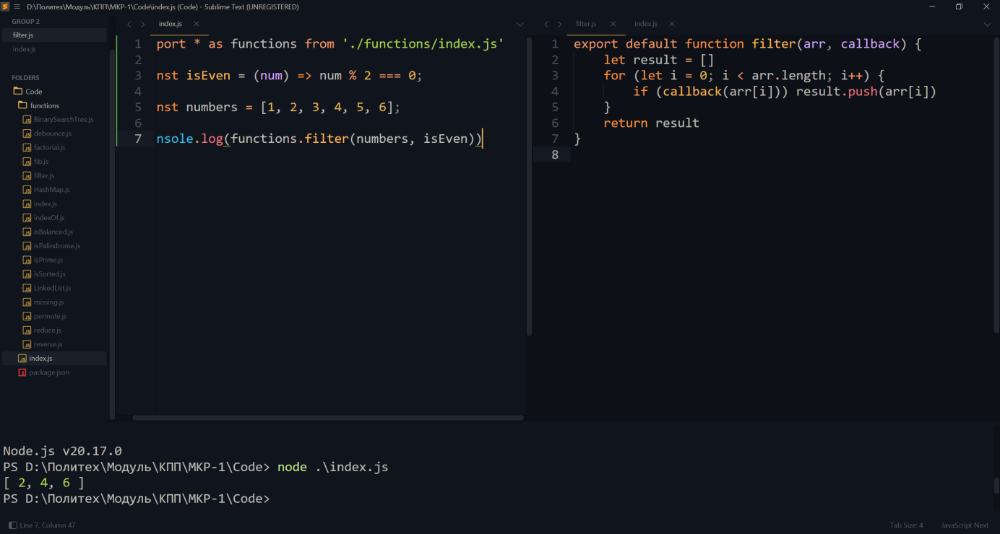 D:\Политех\Модуль\КПП\МКР-1\Code\index.js (Code) - Sublime Text (UNREGISTERED)
GROUP 2
filter.js
index.js
FOLDERS
Code
functions
BinarySearchTree.js
debounce.js
factorial.js
fib.js
filter.js
HashMap.js
index.js
indexOf.js
isBalanced.js
isPalindrome.js
isPrime.js
isSorted.js
LinkedList.js
missing.js
permute.js
reduce.js
reverse.js
index.js
package.json
index.js
1 port * as functions from './functions/index.js'
2
3 nst isEven = (num) => num % 2 === 0;
4
5 nst numbers = [1, 2, 3, 4, 5, 6];
6
7 nsole.log(functions.filter(numbers, isEven))
filter.js index.js
1 export default function filter(arr, callback) {
2 let result = []
3 for (let i = 0; i < arr.length; i++) {
4 if (callback(arr[i])) result.push(arr[i])
5 }
6 return result
7 }
8
Node.js v20.17.0
PS D:\Политех\Модуль\КПП\МКР-1\Code> node .\index.js
[ 2, 4, 6 ]
PS D:\Политех\Модуль\КПП\МКР-1\Code>
Line 7, Column 47
Tab Size: 4
JavaScript Next